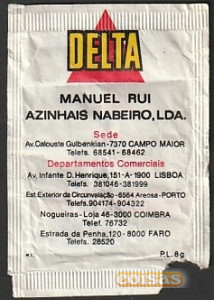 DELTA
MANUEL RUI
AZINHAIS NABEIRO, LDA.
Sede
Av. Calouste Gulbenkian-7370 CAMPO MAIOR
Telefs. 68541 - 68462
Departamentos Comerciais
Av. Infante D. Henrique, 151-A-1900 LISBOA
Telefs. 381046-381999
Est. Exterior da Circunvalação-6564 Areosa-PORTO
Telefs. 904174-904322
Nogueiras - Loja 46-3000 COIMBRA
Telef. 76732
Estrada da Penha, 120-8000 FARO
Telefs. 28520
P.L. 8g
COISAS